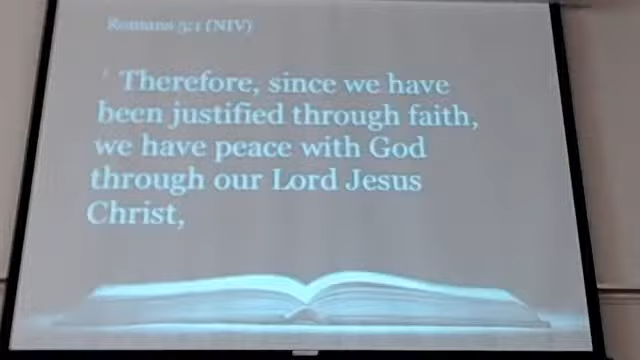 Romans 5:1 (NIV)
1 Therefore, since we have
been justified through faith,
we have peace with God
through our Lord Jesus
Christ,